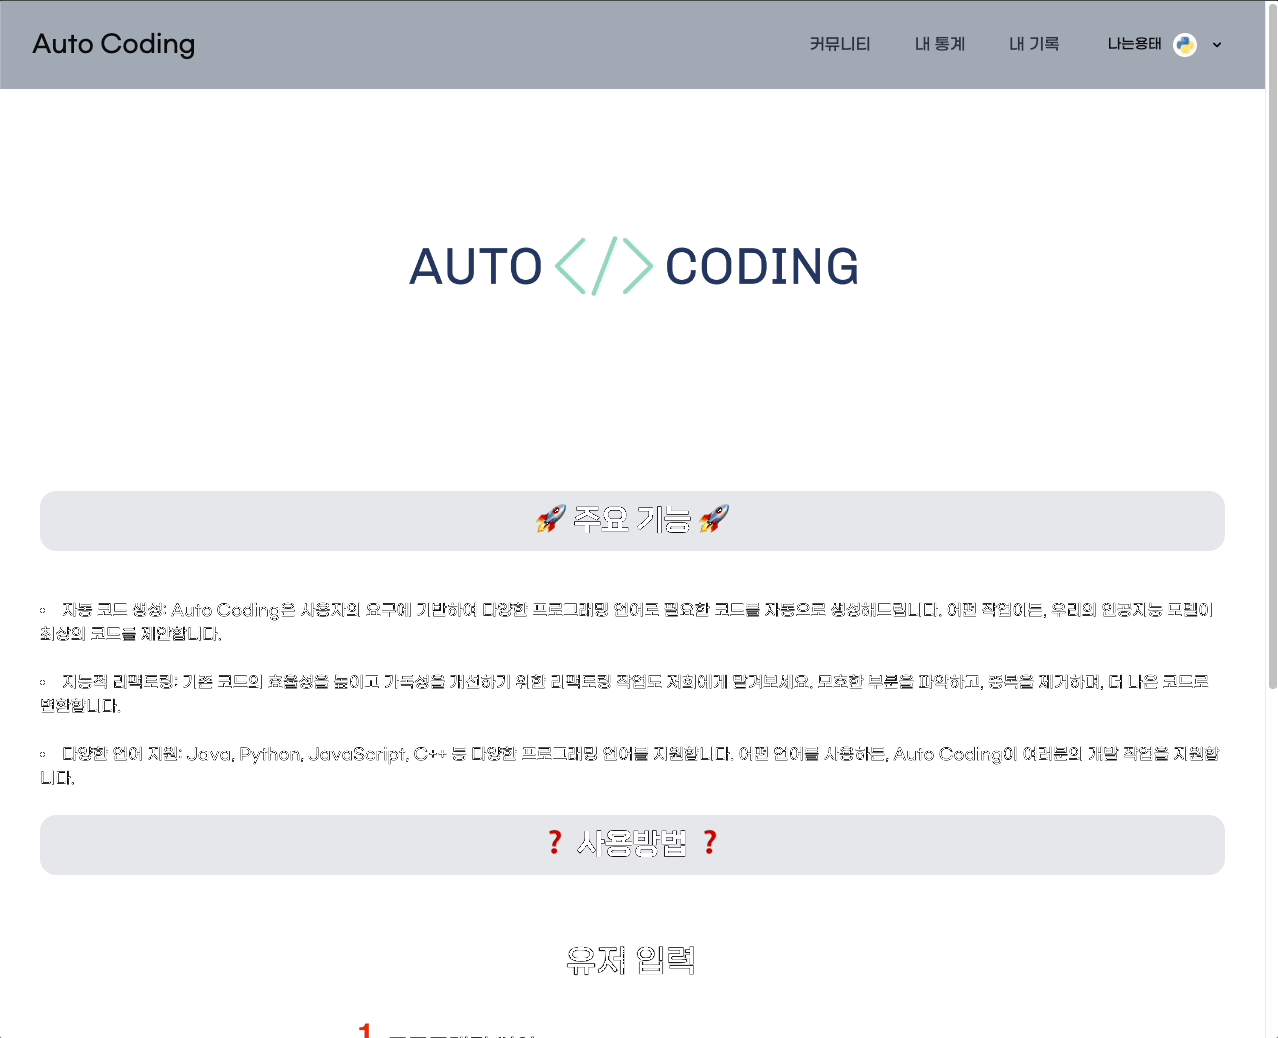 Auto Coding 커뮤니티 내 통계 내 기록 나는용태
AUTO </> CODING
🚀 주요 기능 🚀
• 자동 코드 생성: Auto Coding은 사용자의 요구에 기반하여 다양한 프로그래밍 언어로 필요한 코드를 자동으로 생성해드립니다. 어떤 작업이든, 우리의 인공지능 모델이
최상의 코드를 제안합니다.
• 지능적 리팩토링: 기존 코드의 효율성을 높이고 가독성을 개선하기 위한 리팩토링 작업도 저희에게 맡겨보세요. 모호한 부분을 파악하고, 중복을 제거하며, 더 나은 코드로
변환합니다.
• 다양한 언어 지원: Java, Python, JavaScript, C++ 등 다양한 프로그래밍 언어를 지원합니다. 어떤 언어를 사용하든, Auto Coding이 여러분의 개발 작업을 지원합
니다.
❓ 사용방법 ❓
유저 입력
1